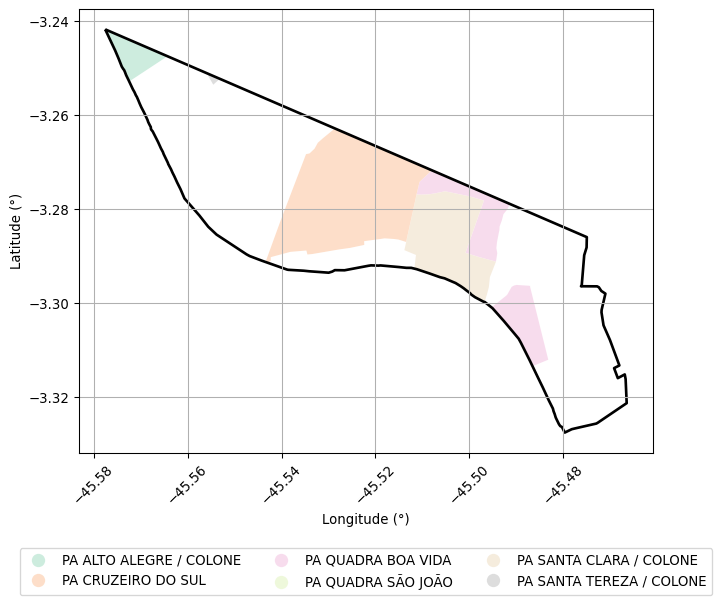 −3.24
−3.26
−3.28
−3.30
−3.32
Latitude (°)
−45.58
−45.56
−45.54
−45.52
−45.50
−45.48
Longitude (°)
PA ALTO ALEGRE / COLONE
PA CRUZEIRO DO SUL
PA QUADRA BOA VIDA
PA QUADRA SÃO JOÃO
PA SANTA CLARA / COLONE
PA SANTA TEREZA / COLONE